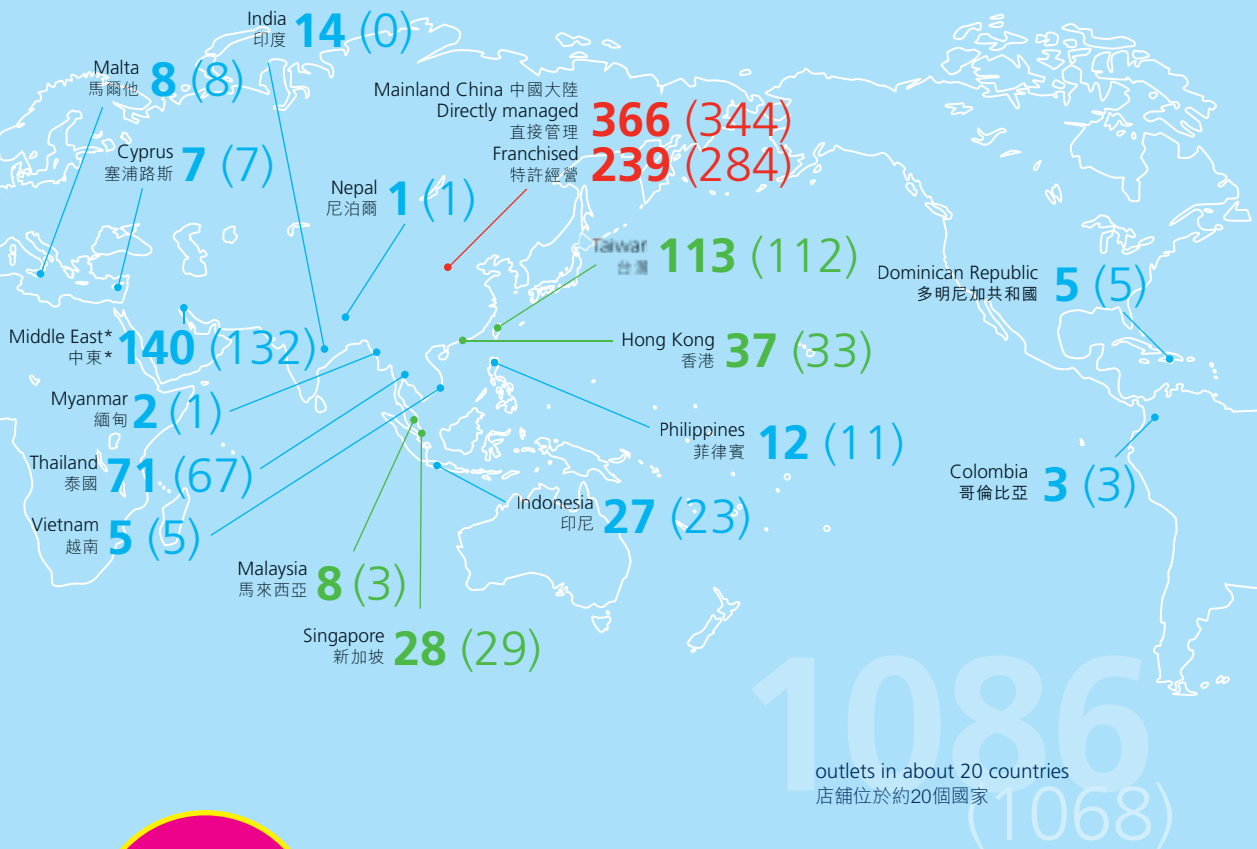 India
印度
14 (0)
Malta
馬爾他
8 (8)
Mainland China 中國大陸
Directly managed
直接管理
366 (344)
Franchised
特許經營
239 (284)
Cyprus
塞浦路斯
7 (7)
Nepal
尼泊爾
1 (1)
Taiwan
台灣
113 (112)
Dominican Republic
多明尼加共和國
5 (5)
Middle East*
中東*
140 (132)
Hong Kong
香港
37 (33)
Myanmar
緬甸
2 (1)
Philippines
菲律賓
12 (11)
Thailand
泰國
71 (67)
Colombia
哥倫比亞
3 (3)
Indonesia
印尼
27 (23)
Vietnam
越南
5 (5)
Malaysia
馬來西亞
8 (3)
Singapore
新加坡
28 (29)
1086
outlets in about 20 countries
店舖位於約20個國家
(1068)